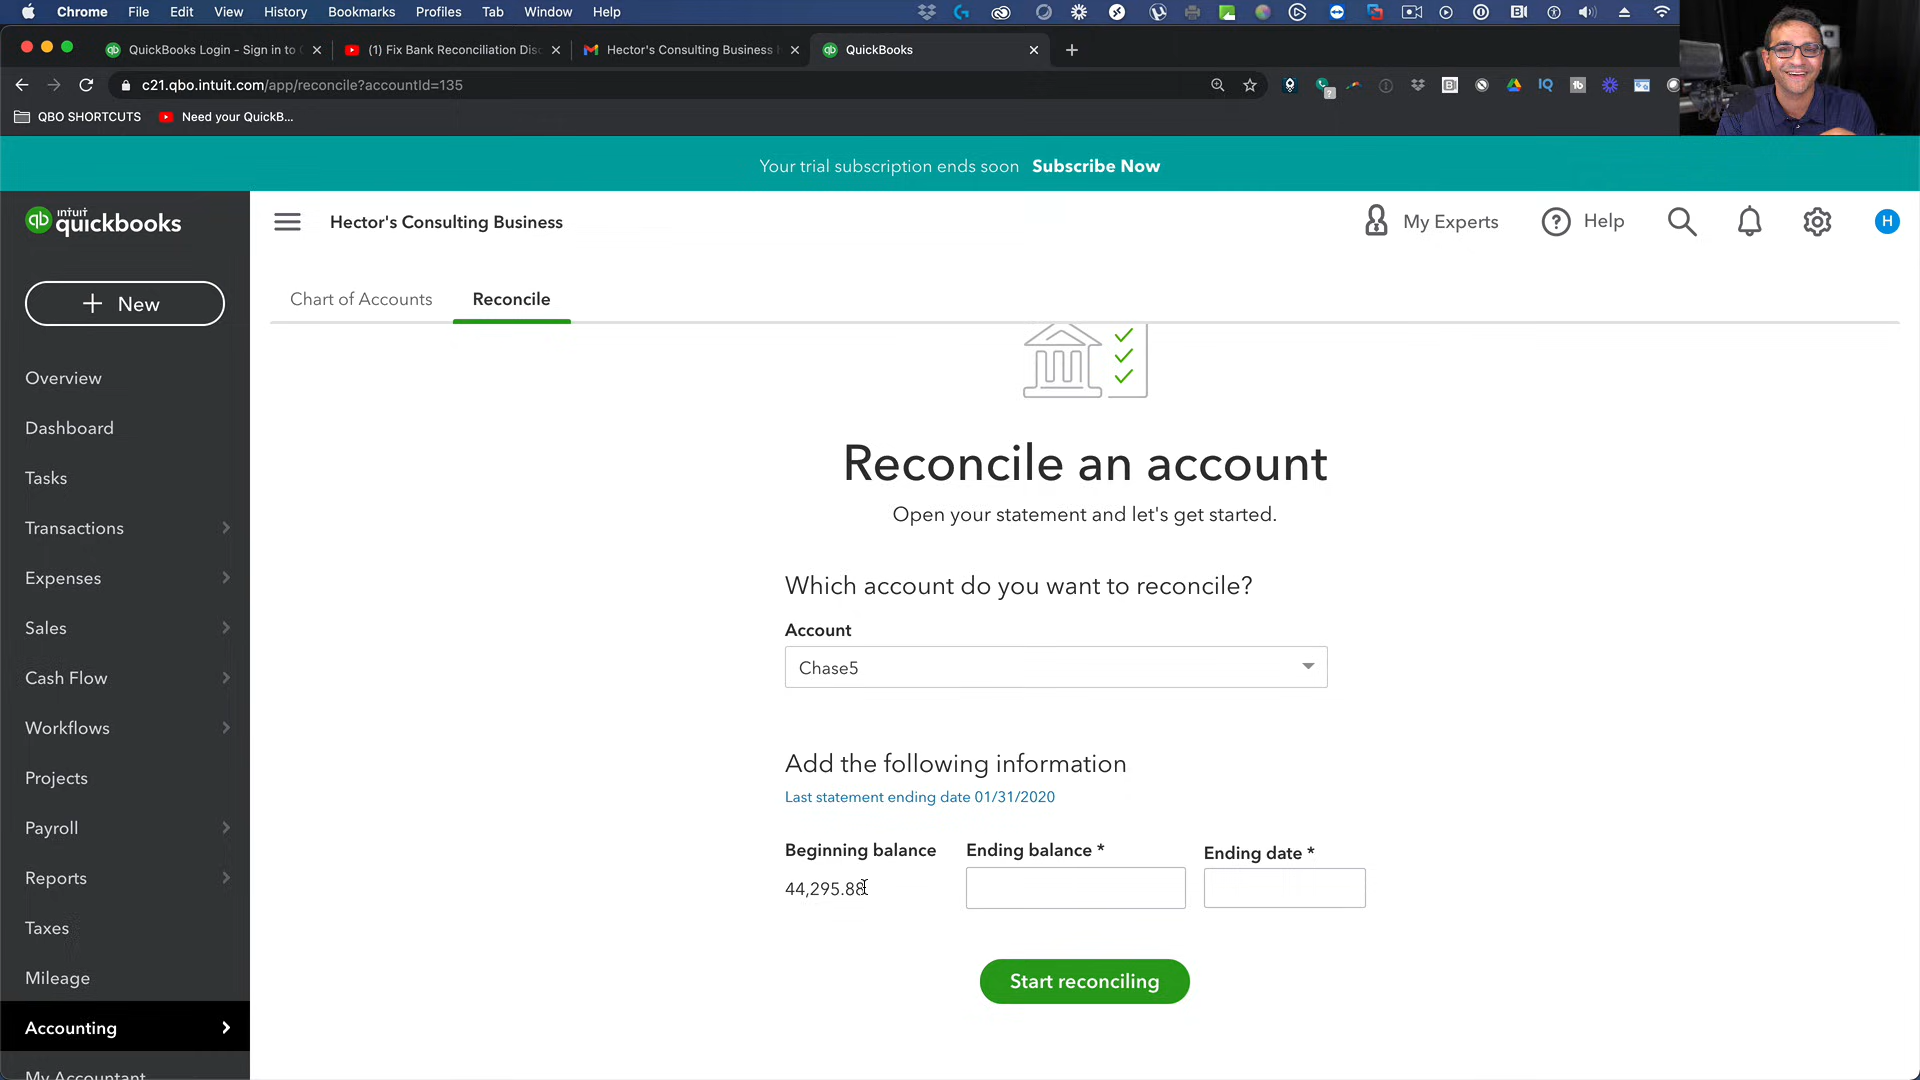 Chrome File Edit View History Bookmarks Profiles Tab Window Help
QuickBooks Login - Sign in to
(1) Fix Bank Reconciliation Disc
Hector's Consulting Business
QuickBooks
c21.qbo.intuit.com/app/reconcile?accountId=135
QBO SHORTCUTS
Need your QuickB...
Your trial subscription ends soon Subscribe Now
qb intuit quickbooks
Hector's Consulting Business
My Experts
Help
H
New
Chart of Accounts
Reconcile
Overview
Dashboard
Tasks
Transactions
Expenses
Sales
Cash Flow
Workflows
Projects
Payroll
Reports
Taxes
Mileage
Accounting
My Accountant
Reconcile an account
Open your statement and let's get started.
Which account do you want to reconcile?
Account
Chase5
Add the following information
Last statement ending date 01/31/2020
Beginning balance
Ending balance *
Ending date *
44,295.88
Start reconciling